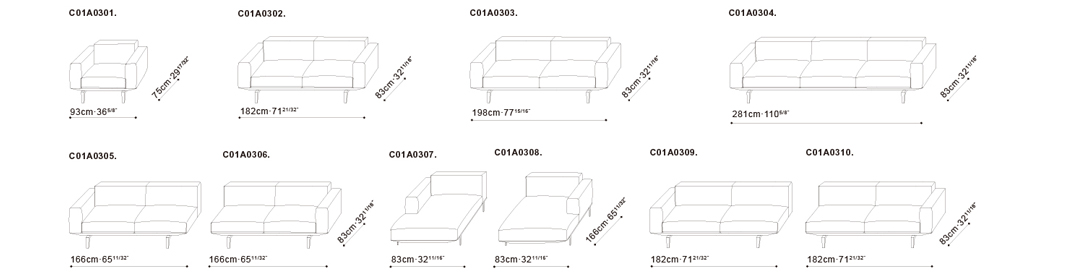 C01A0301.
C01A0302.
C01A0303.
C01A0304.
75cm·29 17/32"
83cm·32 11/16"
83cm·32 11/16"
83cm·32 11/16"
93cm·36 5/8"
182cm·71 21/32"
198cm·77 15/16"
281cm·110 5/8"
C01A0305.
C01A0306.
C01A0307.
C01A0308.
C01A0309.
C01A0310.
83cm·32 11/16"
166cm·65 11/32"
83cm·32 11/16"
166cm·65 11/32"
166cm·65 11/32"
83cm·32 11/16"
83cm·32 11/16"
182cm·71 21/32"
182cm·71 21/32"